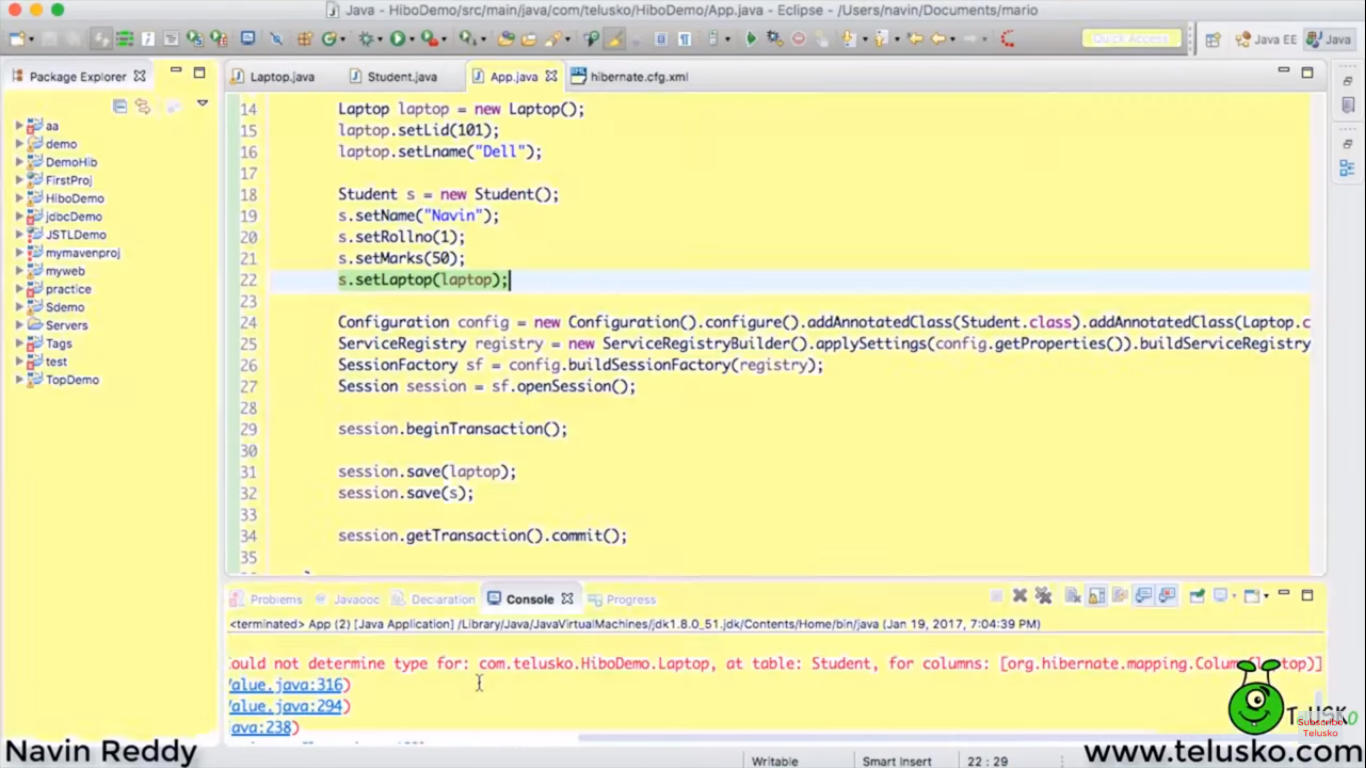 Java - HiboDemo/src/main/java/com/telusko/HiboDemo/App.java - Eclipse - /Users/navin/Documents/mario
Quick Access
Java EE
Java
Package Explorer
Laptop.java
Student.java
App.java
hibernate.cfg.xml
aa
demo
DemoHib
FirstProj
HiboDemo
jdbcDemo
JSTLDemo
mymavenproj
myweb
practice
Sdemo
Servers
Tags
test
TopDemo
14 Laptop laptop = new Laptop();
15 laptop.setLid(101);
16 laptop.setLname("Dell");
17
18 Student s = new Student();
19 s.setName("Navin");
20 s.setRollno(1);
21 s.setMarks(50);
22 s.setLaptop(laptop);
23
24 Configuration config = new Configuration().configure().addAnnotatedClass(Student.class).addAnnotatedClass(Laptop.c
25 ServiceRegistry registry = new ServiceRegistryBuilder().applySettings(config.getProperties()).buildServiceRegistry
26 SessionFactory sf = config.buildSessionFactory(registry);
27 Session session = sf.openSession();
28
29 session.beginTransaction();
30
31 session.save(laptop);
32 session.save(s);
33
34 session.getTransaction().commit();
35
Problems
Javadoc
Declaration
Console
Progress
<terminated> App (2) [Java Application] /Library/Java/JavaVirtualMachines/jdk1.8.0_51.jdk/Contents/Home/bin/java (Jan 19, 2017, 7:04:39 PM)
ould not determine type for: com.telusko.HiboDemo.Laptop, at table: Student, for columns: [org.hibernate.mapping.Colum
Value.java:316)
Value.java:294)
ava:238)
Subscribe
Telusko
Navin Reddy
www.telusko.com
Writable
Smart Insert
22 : 29